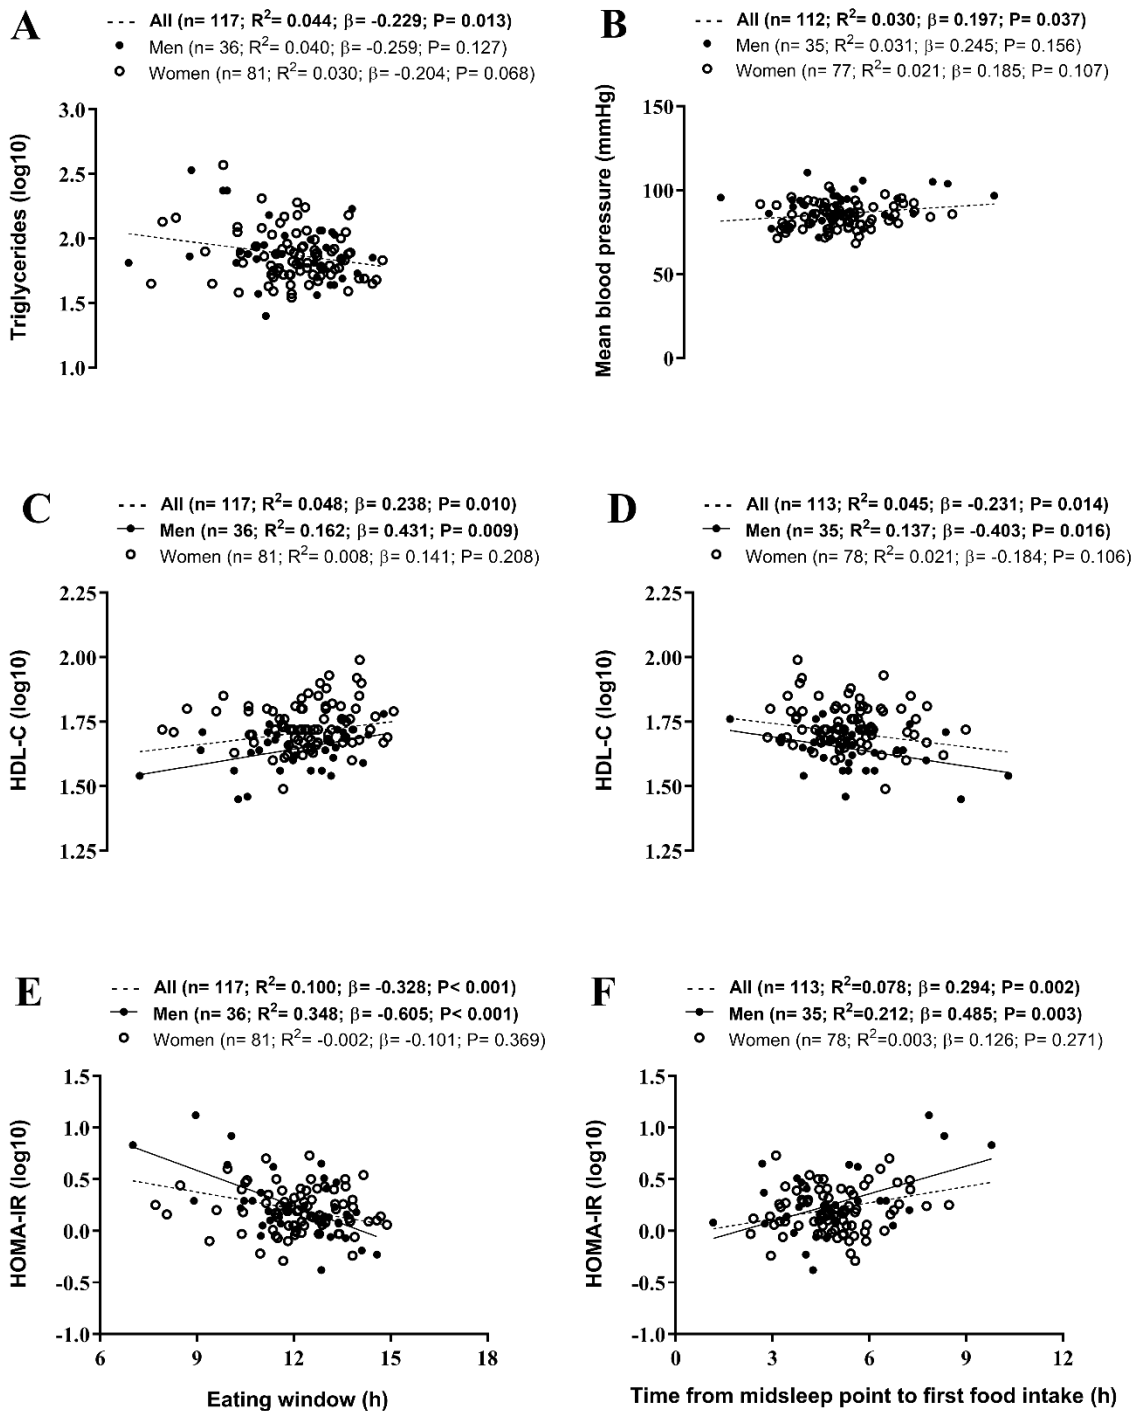 A
All (n= 117; R2= 0.044; β= -0.229; P= 0.013)
Men (n= 36; R2= 0.040; β= -0.259; P= 0.127)
Women (n= 81; R2= 0.030; β= -0.204; P= 0.068)
Triglycerides (log10)
3.0
2.5
2.0
1.5
1.0
B
All (n= 112; R2= 0.030; β= 0.197; P= 0.037)
Men (n= 35; R2= 0.031; β= 0.245; P= 0.156)
Women (n= 77; R2= 0.021; β= 0.185; P= 0.107)
Mean blood pressure (mmHg)
150
100
50
0
C
All (n= 117; R2= 0.048; β= 0.238; P= 0.010)
Men (n= 36; R2= 0.162; β= 0.431; P= 0.009)
Women (n= 81; R2= 0.008; β= 0.141; P= 0.208)
HDL-C (log10)
2.25
2.00
1.75
1.50
1.25
D
All (n= 113; R2= 0.045; β= -0.231; P= 0.014)
Men (n= 35; R2= 0.137; β= -0.403; P= 0.016)
Women (n= 78; R2= 0.021; β= -0.184; P= 0.106)
HDL-C (log10)
2.25
2.00
1.75
1.50
1.25
E
All (n= 117; R2= 0.100; β= -0.328; P< 0.001)
Men (n= 36; R2= 0.348; β= -0.605; P< 0.001)
Women (n= 81; R2= -0.002; β= -0.101; P= 0.369)
HOMA-IR (log10)
1.5
1.0
0.5
0.0
-0.5
-1.0
6 9 12 15 18
Eating window (h)
F
All (n= 113; R2=0.078; β= 0.294; P= 0.002)
Men (n= 35; R2=0.212; β= 0.485; P= 0.003)
Women (n= 78; R2=0.003; β= 0.126; P= 0.271)
HOMA-IR (log10)
1.5
1.0
0.5
0.0
-0.5
-1.0
0 3 6 9 12
Time from midsleep point to first food intake (h)